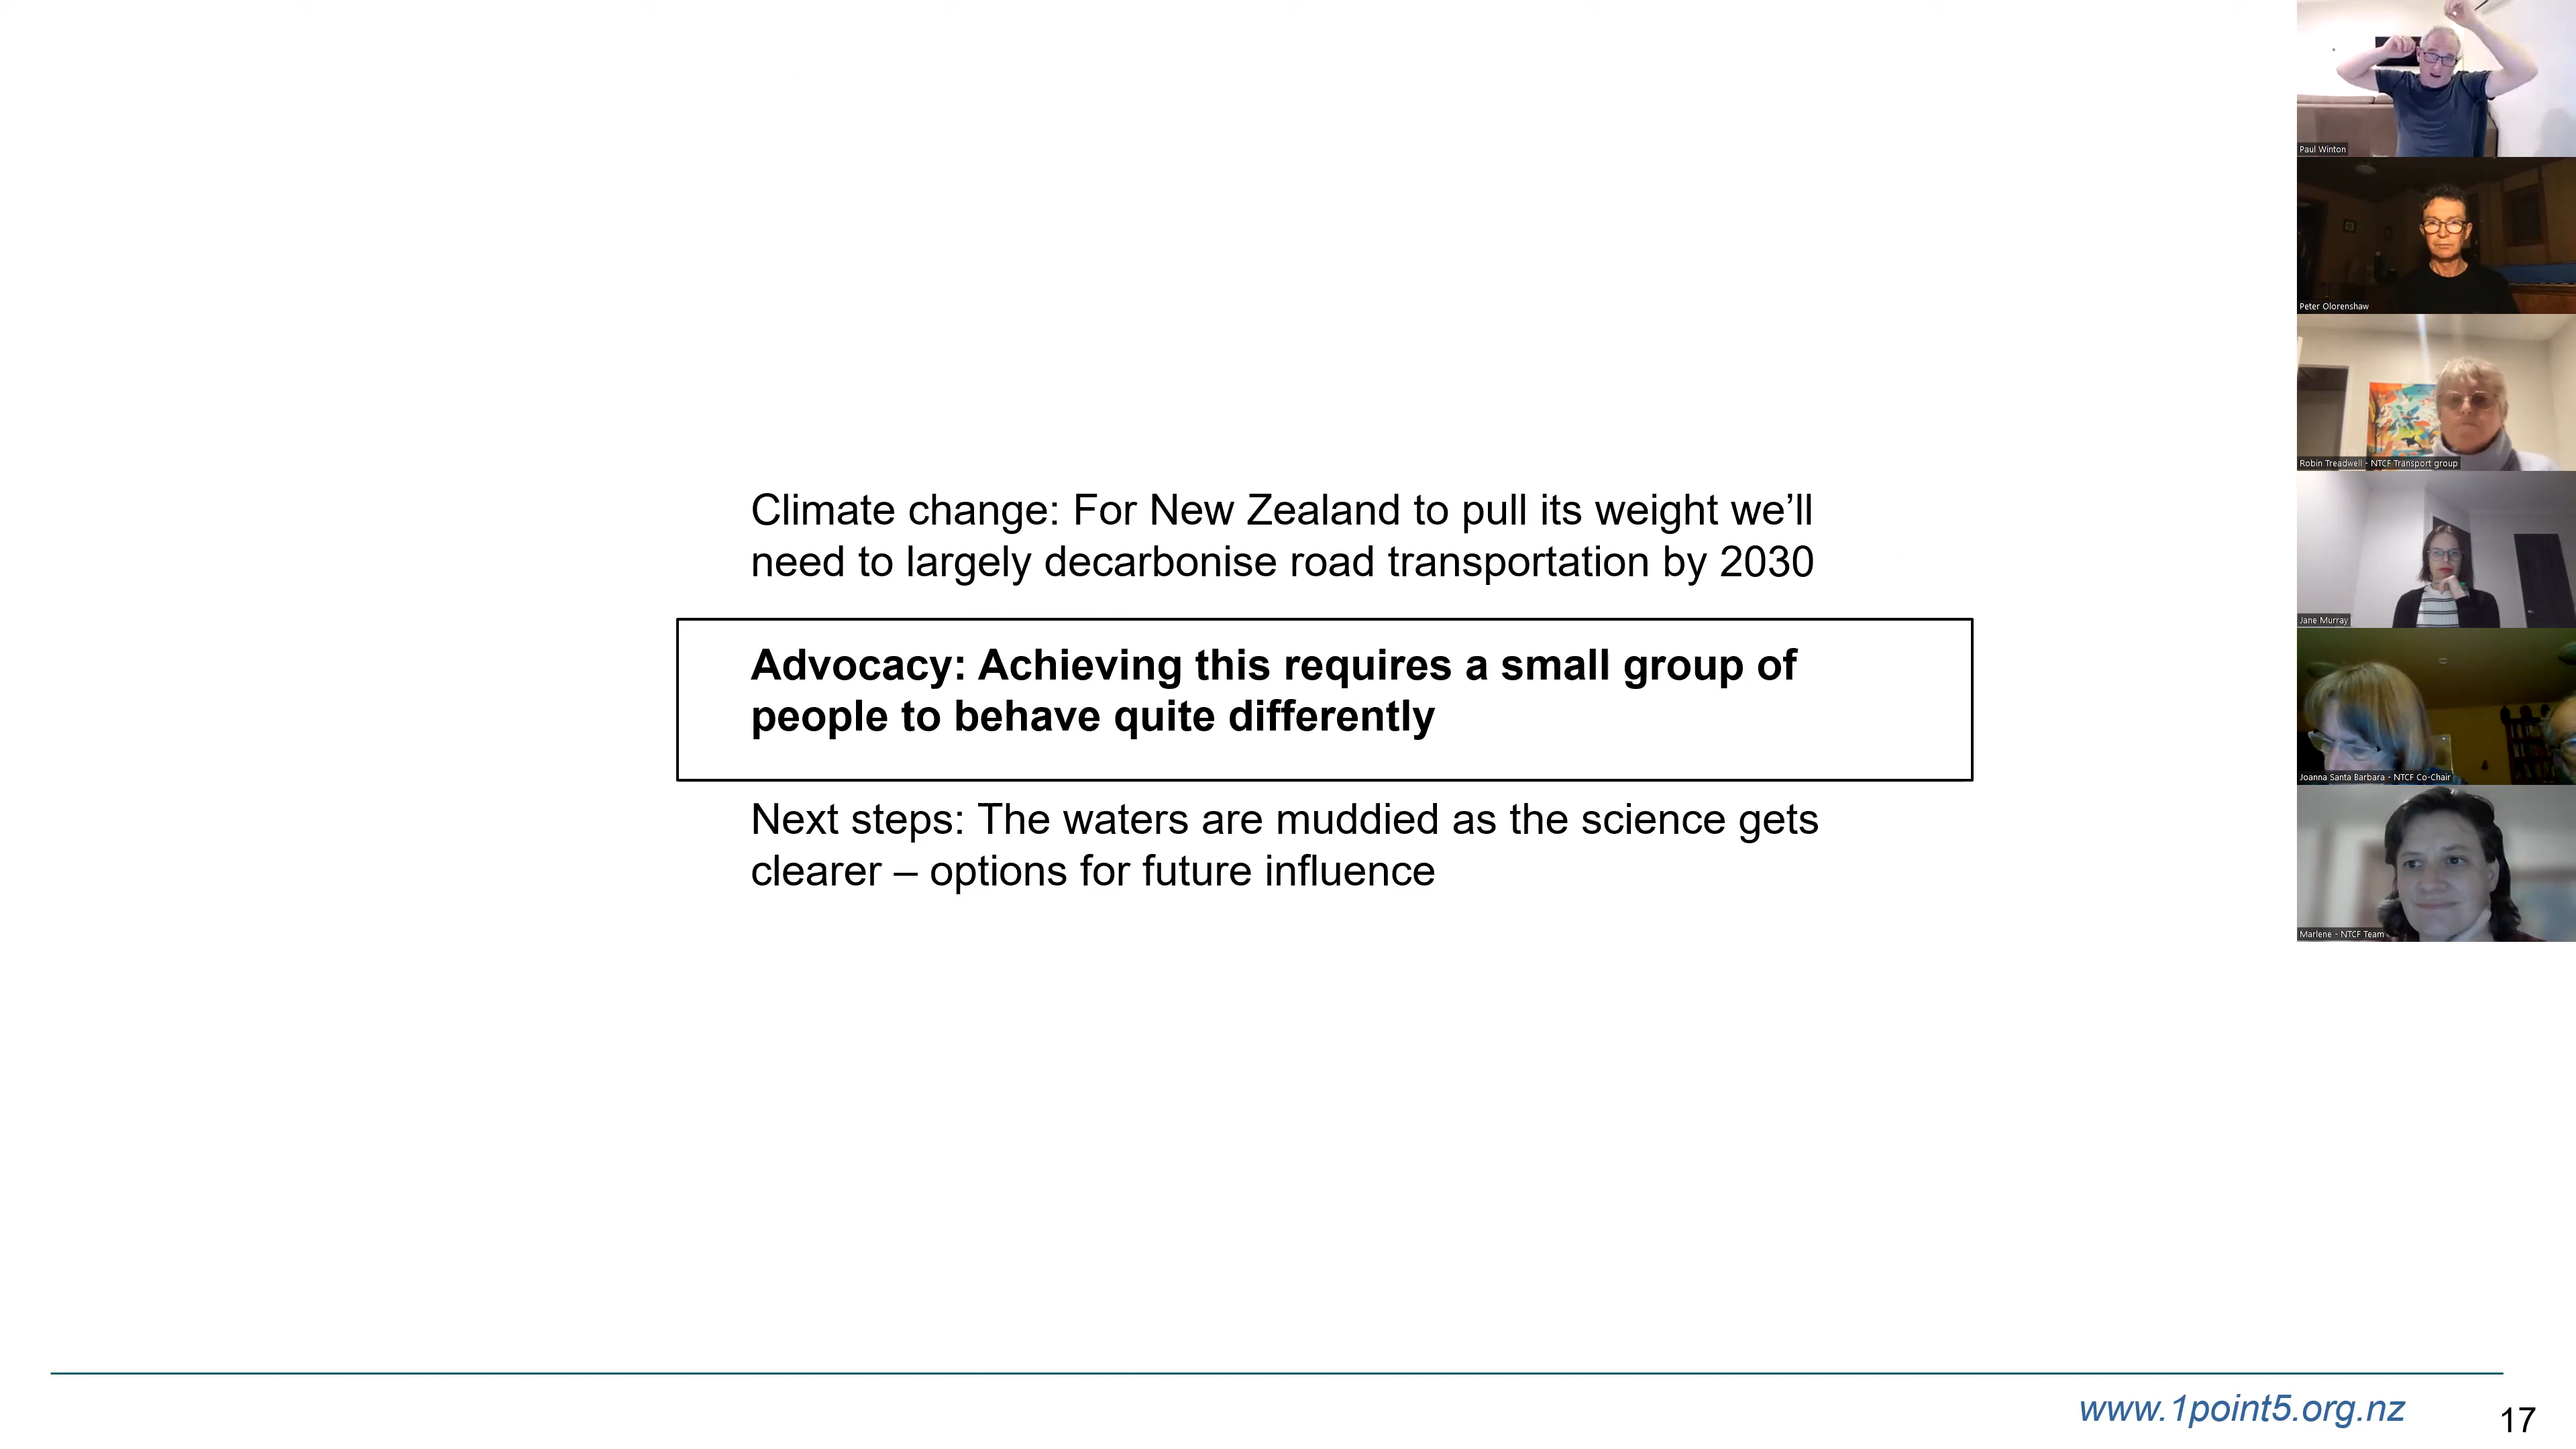 Climate change: For New Zealand to pull its weight we’ll
need to largely decarbonise road transportation by 2030
Advocacy: Achieving this requires a small group of
people to behave quite differently
Next steps: The waters are muddied as the science gets
clearer – options for future influence
www.1point5.org.nz
17
Paul Winton
Peter Olorenshaw
Robin Treadwell - NTCF Transport group
Jane Murray
Joanna Santa Barbara - NTCF Co-Chair
Marlene - NTCF Team